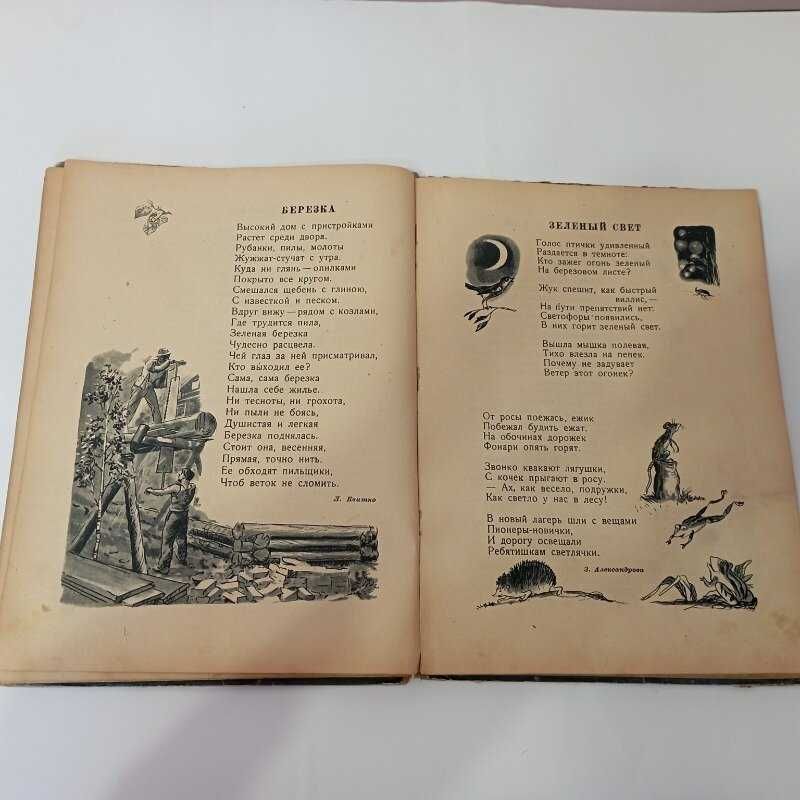 БЕРЕЗКА
Высокий дом с пристройками
Растет среди двора.
Рубанки, пилы, молоты
Жужжат-стучат с утра.
Куда ни глянь — опилками
Покрыто все кругом.
Смешался щебень с глиною,
С известкой и песком.
Вдруг вижу — рядом с козлами,
Где трудится пила,
Зеленая березка
Чудесно расцвела.
Чей глаз за ней присматривал,
Кто выходил ее?
Сама, сама березка
Нашла себе жилье.
Ни тесноты, ни грохота,
Ни пыли не боясь,
Душистая и легкая
Березка поднялась.
Стоит она, весенняя,
Прямая, точно нить.
Ее обходят пильщики,
Чтоб веток не сломить.
Л. Квитко
ЗЕЛЕНЫЙ СВЕТ
Голос птички удивленный
Раздается в темноте:
Кто зажег огонь зеленый
На березовом листе?
Жук спешит, как быстрый
виллис, —
На пути препятствий нет:
Светофоры появились,
В них горит зеленый свет.
Вышла мышка полевая,
Тихо влезла на пенек.
Почему не задувает
Ветер этот огонек?
От росы поежась, ежик
Побежал будить ежат.
На обочинах дорожек
Фонари опять горят.
Звонко квакают лягушки,
С кочек прыгают в росу.
— Ах, как весело, подружки,
Как светло у нас в лесу!
В новый лагерь шли с вещами
Пионеры-новички,
И дорогу освещали
Ребятишкам светлячки.
З. Александрова